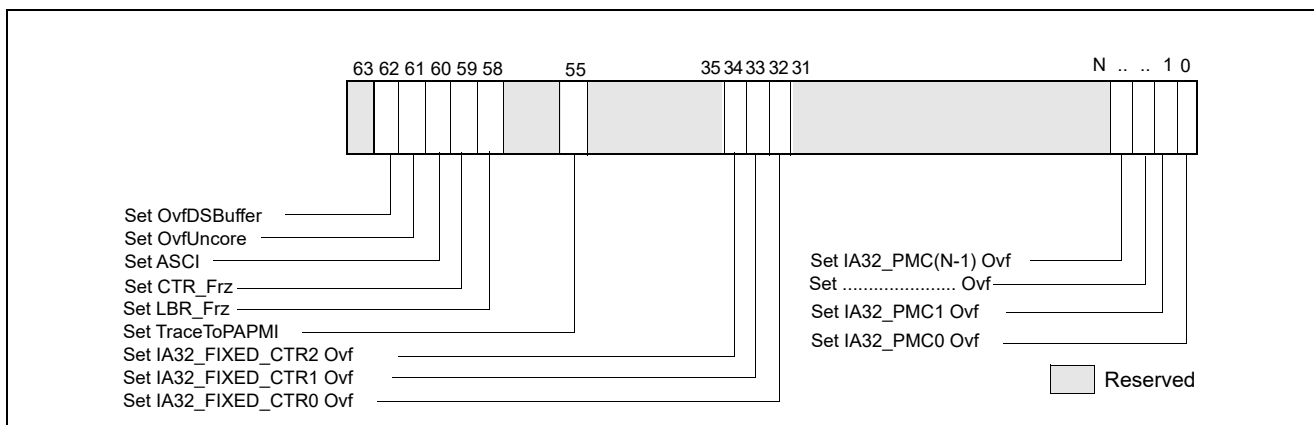 63 62 61 60 59 58 55 35 34 33 32 31 N .. .. 1 0
Set OvfDSBuffer
Set OvfUncore
Set ASCI
Set CTR_Frz
Set LBR_Frz
Set TraceToPAPMI
Set IA32_FIXED_CTR2 Ovf
Set IA32_FIXED_CTR1 Ovf
Set IA32_FIXED_CTR0 Ovf
Set IA32_PMC(N-1) Ovf
Set ...................... Ovf
Set IA32_PMC1 Ovf
Set IA32_PMC0 Ovf
Reserved